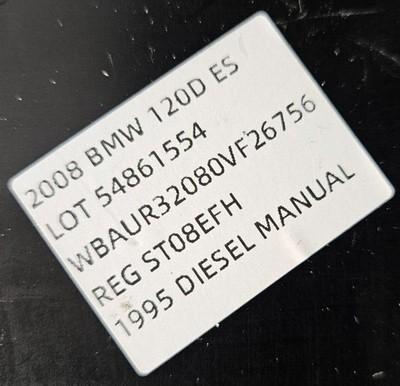 2008 BMW 120D ES
LOT 54861554
WBAUR32080VF26756
REG ST08EFH
1995 DIESEL MANUAL